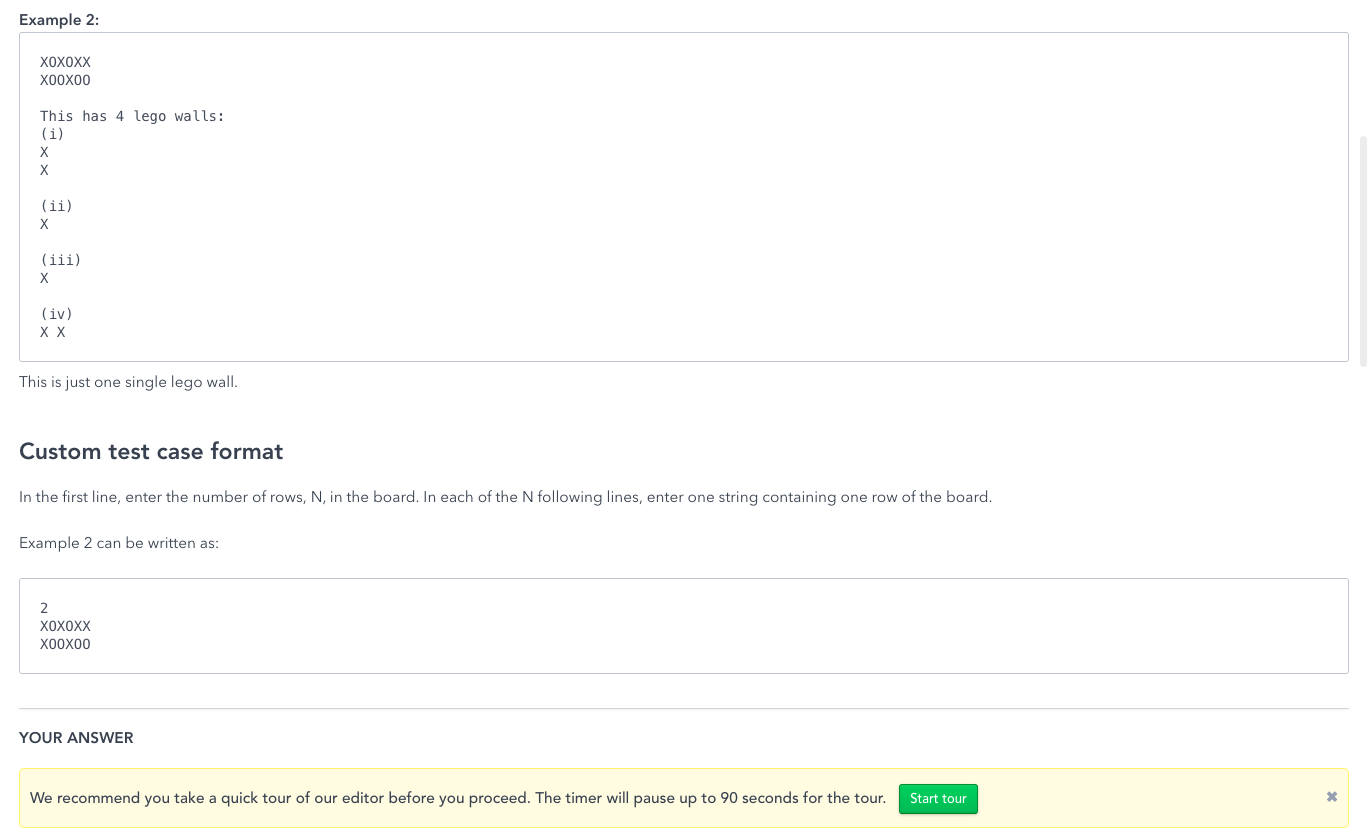 Example 2:
XOXOXX
XOOXOO
This has 4 lego walls:
(i)
X
X
(ii)
X
(iii)
X
(iv)
X X
This is just one single lego wall.
Custom test case format
In the first line, enter the number of rows, N, in the board. In each of the N following lines, enter one string containing one row of the board.
Example 2 can be written as:
2
XOXOXX
XOOXOO
YOUR ANSWER
We recommend you take a quick tour of our editor before you proceed. The timer will pause up to 90 seconds for the tour. Start tour